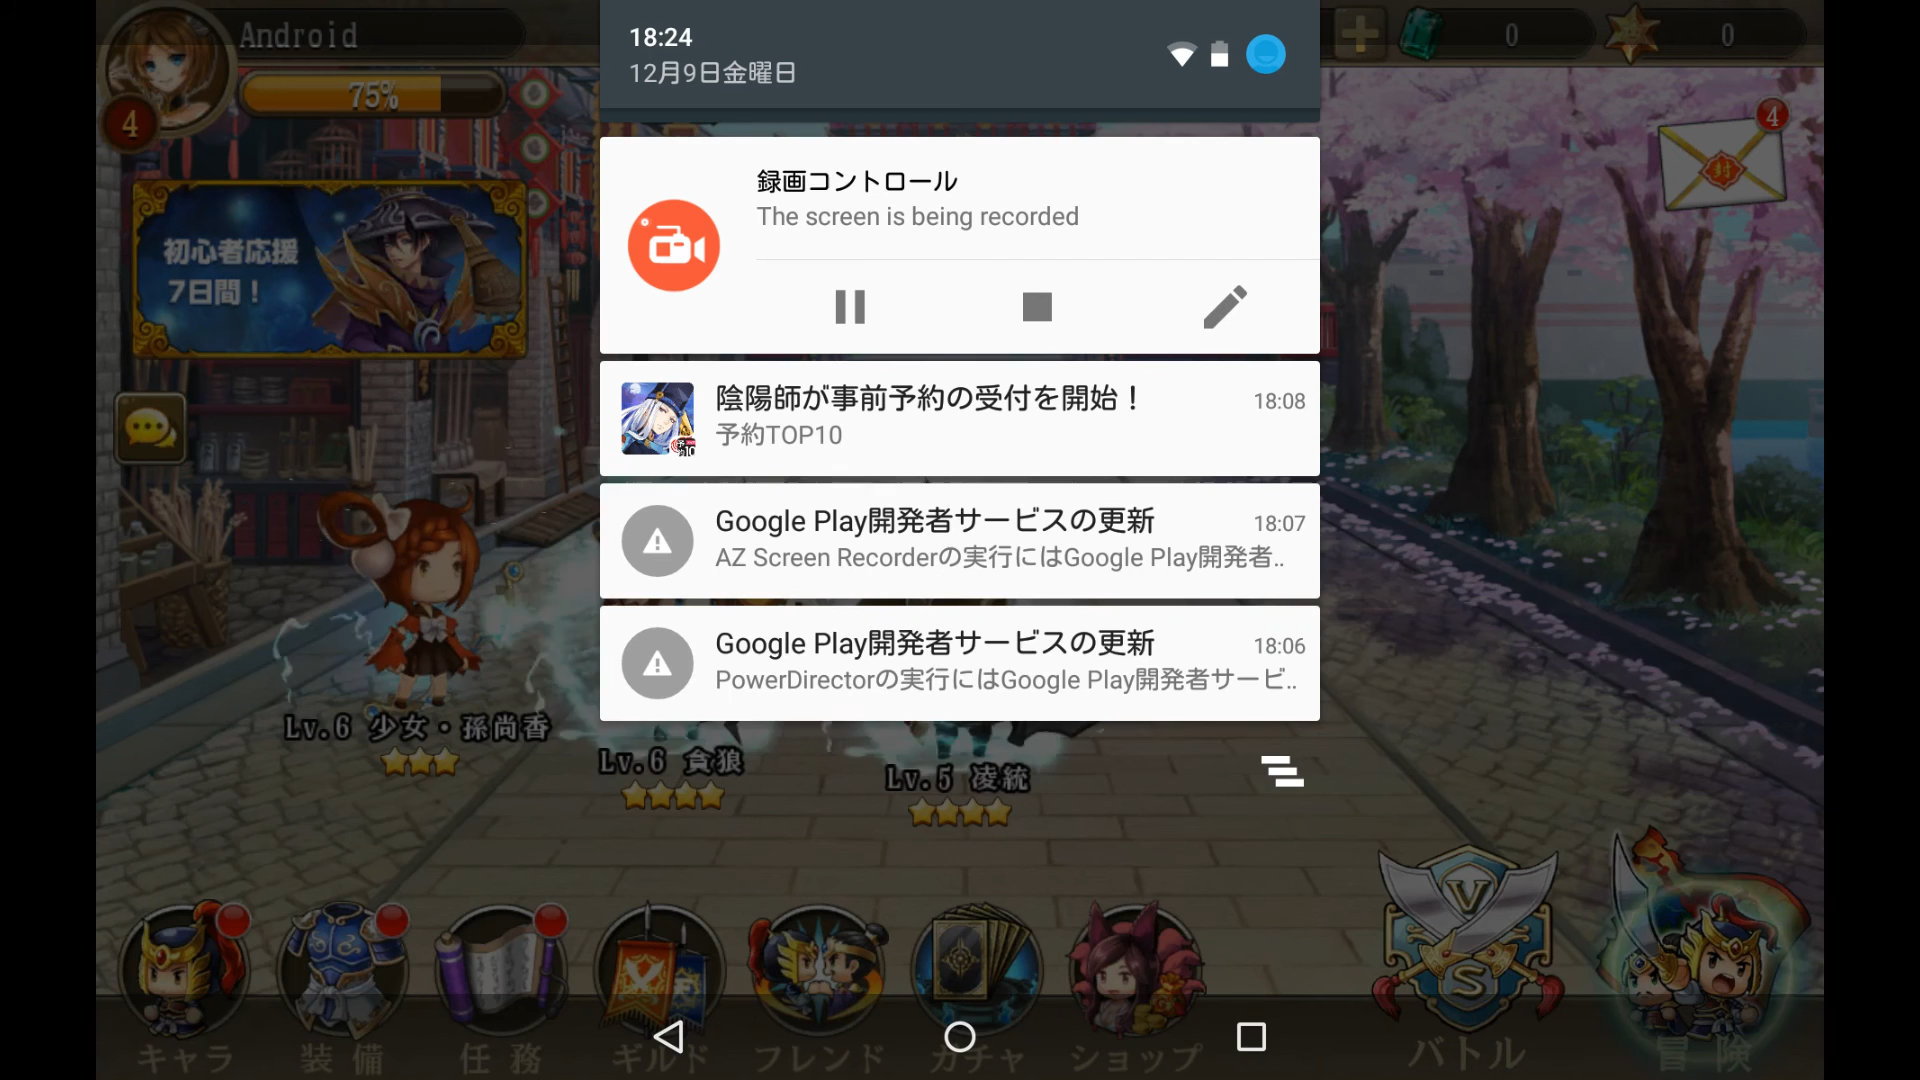 Android
75%
4
18:24
12月9日金曜日
0
0
4
封
初心者応援
7日間！
録画コントロール
The screen is being recorded
陰陽師が事前予約の受付を開始！
18:08
予約TOP10
Google Play開発者サービスの更新
18:07
AZ Screen Recorderの実行にはGoogle Play開発者..
Google Play開発者サービスの更新
18:06
PowerDirectorの実行にはGoogle Play開発者サービ..
Lv.6 少女・孫尚香
Lv.6 貪狼
Lv.5 凌統
V
S
キャラ
装備
任務
ギルド
フレンド
ガチャ
ショップ
バトル
冒険